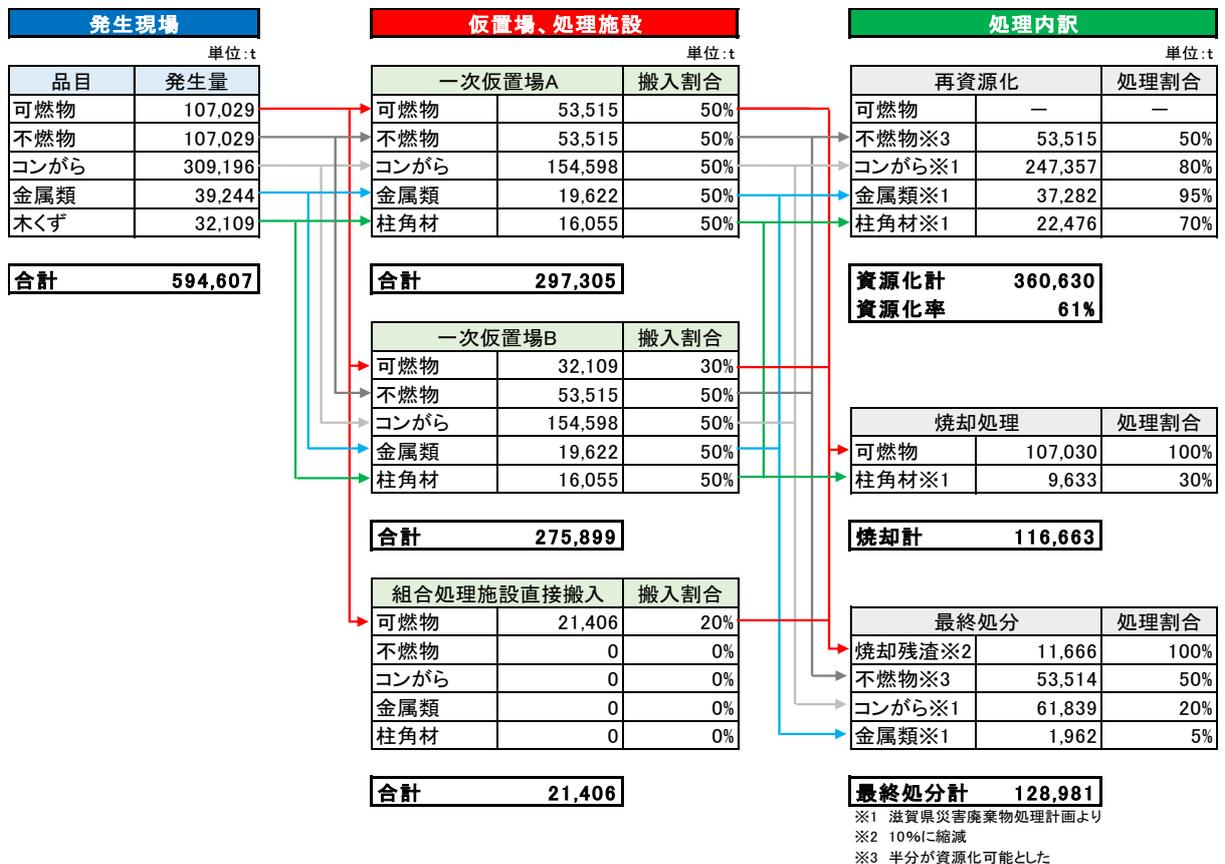 発生現場
単位:t
品目 発生量
可燃物 107,029
不燃物 107,029
コンがら 309,196
金属類 39,244
木くず 32,109
合計 594,607
仮置場、処理施設
単位:t
一次仮置場A 搬入割合
可燃物 53,515 50%
不燃物 53,515 50%
コンがら 154,598 50%
金属類 19,622 50%
柱角材 16,055 50%
合計 297,305
一次仮置場B 搬入割合
可燃物 32,109 30%
不燃物 53,515 50%
コンがら 154,598 50%
金属類 19,622 50%
柱角材 16,055 50%
合計 275,899
組合処理施設直接搬入 搬入割合
可燃物 21,406 20%
不燃物 0 0%
コンがら 0 0%
金属類 0 0%
柱角材 0 0%
合計 21,406
処理内訳
単位:t
再資源化 処理割合
可燃物 ― ―
不燃物※3 53,515 50%
コンがら※1 247,357 80%
金属類※1 37,282 95%
柱角材※1 22,476 70%
資源化計 360,630
資源化率 61%
焼却処理 処理割合
可燃物 107,030 100%
柱角材※1 9,633 30%
焼却計 116,663
最終処分 処理割合
焼却残渣※2 11,666 100%
不燃物※3 53,514 50%
コンがら※1 61,839 20%
金属類※1 1,962 5%
最終処分計 128,981
※1 滋賀県災害廃棄物処理計画より
※2 10%に縮減
※3 半分が資源化可能とした